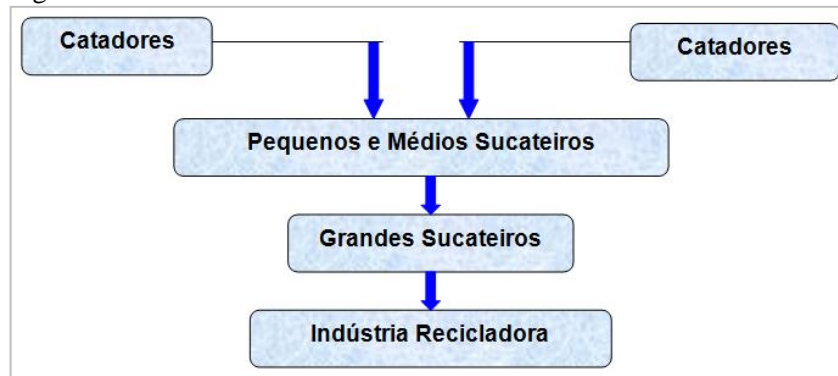 Catadores
Catadores
Pequenos e Médios Sucateiros
Grandes Sucateiros
Indústria Recicladora